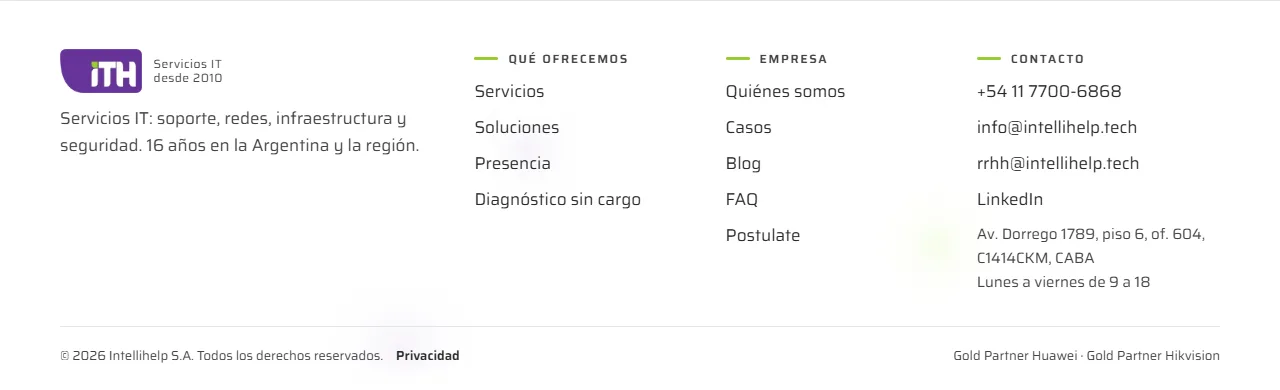 iTH
Servicios IT
desde 2010
Servicios IT: soporte, redes, infraestructura y
seguridad. 16 años en la Argentina y la región.
QUÉ OFRECEMOS
Servicios
Soluciones
Presencia
Diagnóstico sin cargo
EMPRESA
Quiénes somos
Casos
Blog
FAQ
Postulate
CONTACTO
+54 11 7700-6868
info@intellihelp.tech
rrhh@intellihelp.tech
LinkedIn
Av. Dorrego 1789, piso 6, of. 604,
C1414CKM, CABA
Lunes a viernes de 9 a 18
© 2026 Intellihelp S.A. Todos los derechos reservados. Privacidad
Gold Partner Huawei · Gold Partner Hikvision